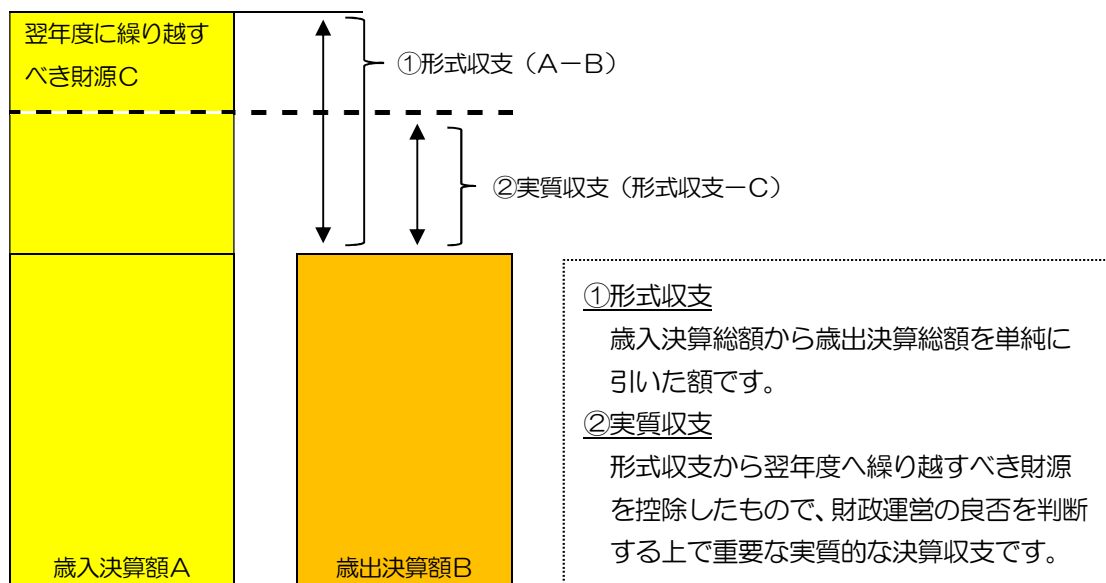 翌年度に繰り越す
べき財源C
①形式収支（A－B）
②実質収支（形式収支－C）
歳入決算額A
歳出決算額B
①形式収支
歳入決算総額から歳出決算総額を単純に
引いた額です。
②実質収支
形式収支から翌年度へ繰り越すべき財源
を控除したもので、財政運営の良否を判断
する上で重要な実質的な決算収支です。